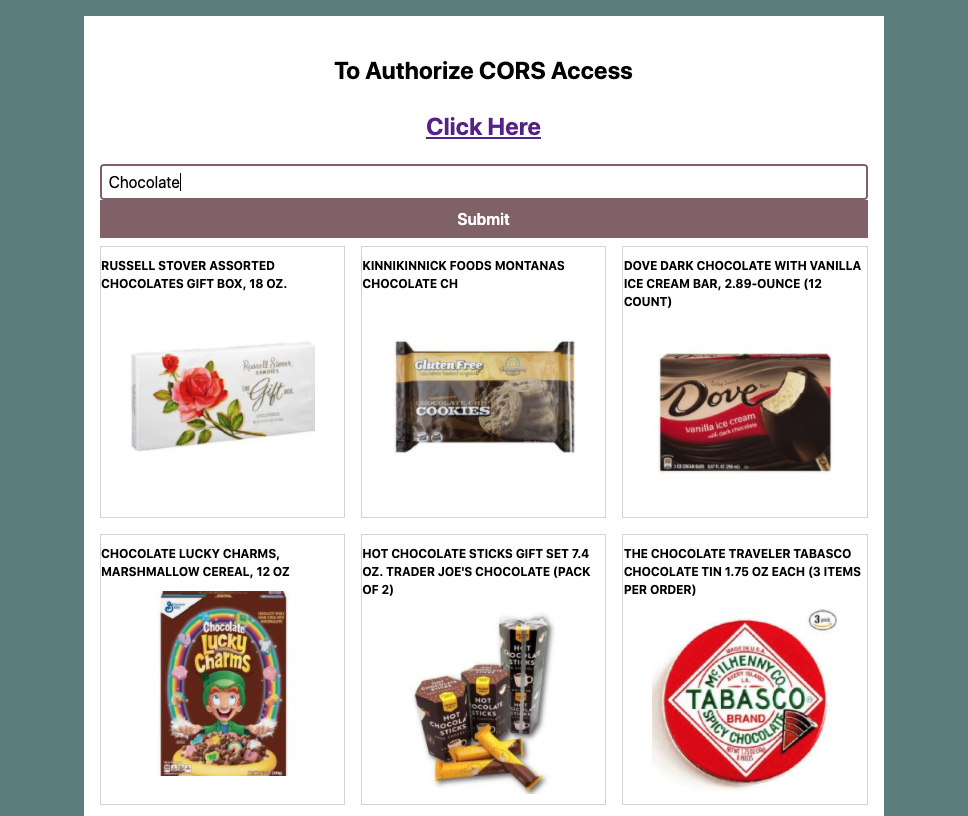 To Authorize CORS Access
Click Here
Chocolate
Submit
RUSSELL STOVER ASSORTED
CHOCOLATES GIFT BOX, 18 OZ.
KINNIKINNICK FOODS MONTANAS
CHOCOLATE CH
DOVE DARK CHOCOLATE WITH VANILLA
ICE CREAM BAR, 2.89-OUNCE (12
COUNT)
Russell Stover
CANDIES
THE Gift BOX
Gluten Free
COOKIES
Dove
vanilla ice cream
with dark chocolate
CHOCOLATE LUCKY CHARMS,
MARSHMALLOW CEREAL, 12 OZ
HOT CHOCOLATE STICKS GIFT SET 7.4
OZ. TRADER JOE'S CHOCOLATE (PACK
OF 2)
THE CHOCOLATE TRAVELER TABASCO
CHOCOLATE TIN 1.75 OZ EACH (3 ITEMS
PER ORDER)
Chocolate
Lucky
Charms
HOT
CHOCOLATE
STICKS
HOT
CHOCOLATE
STICKS
3 pack
MADE IN U.S.A.
McILHENNY CO.
AVERY ISLAND
LA.
TABASCO
BRAND
SPICY CHOCOLATE